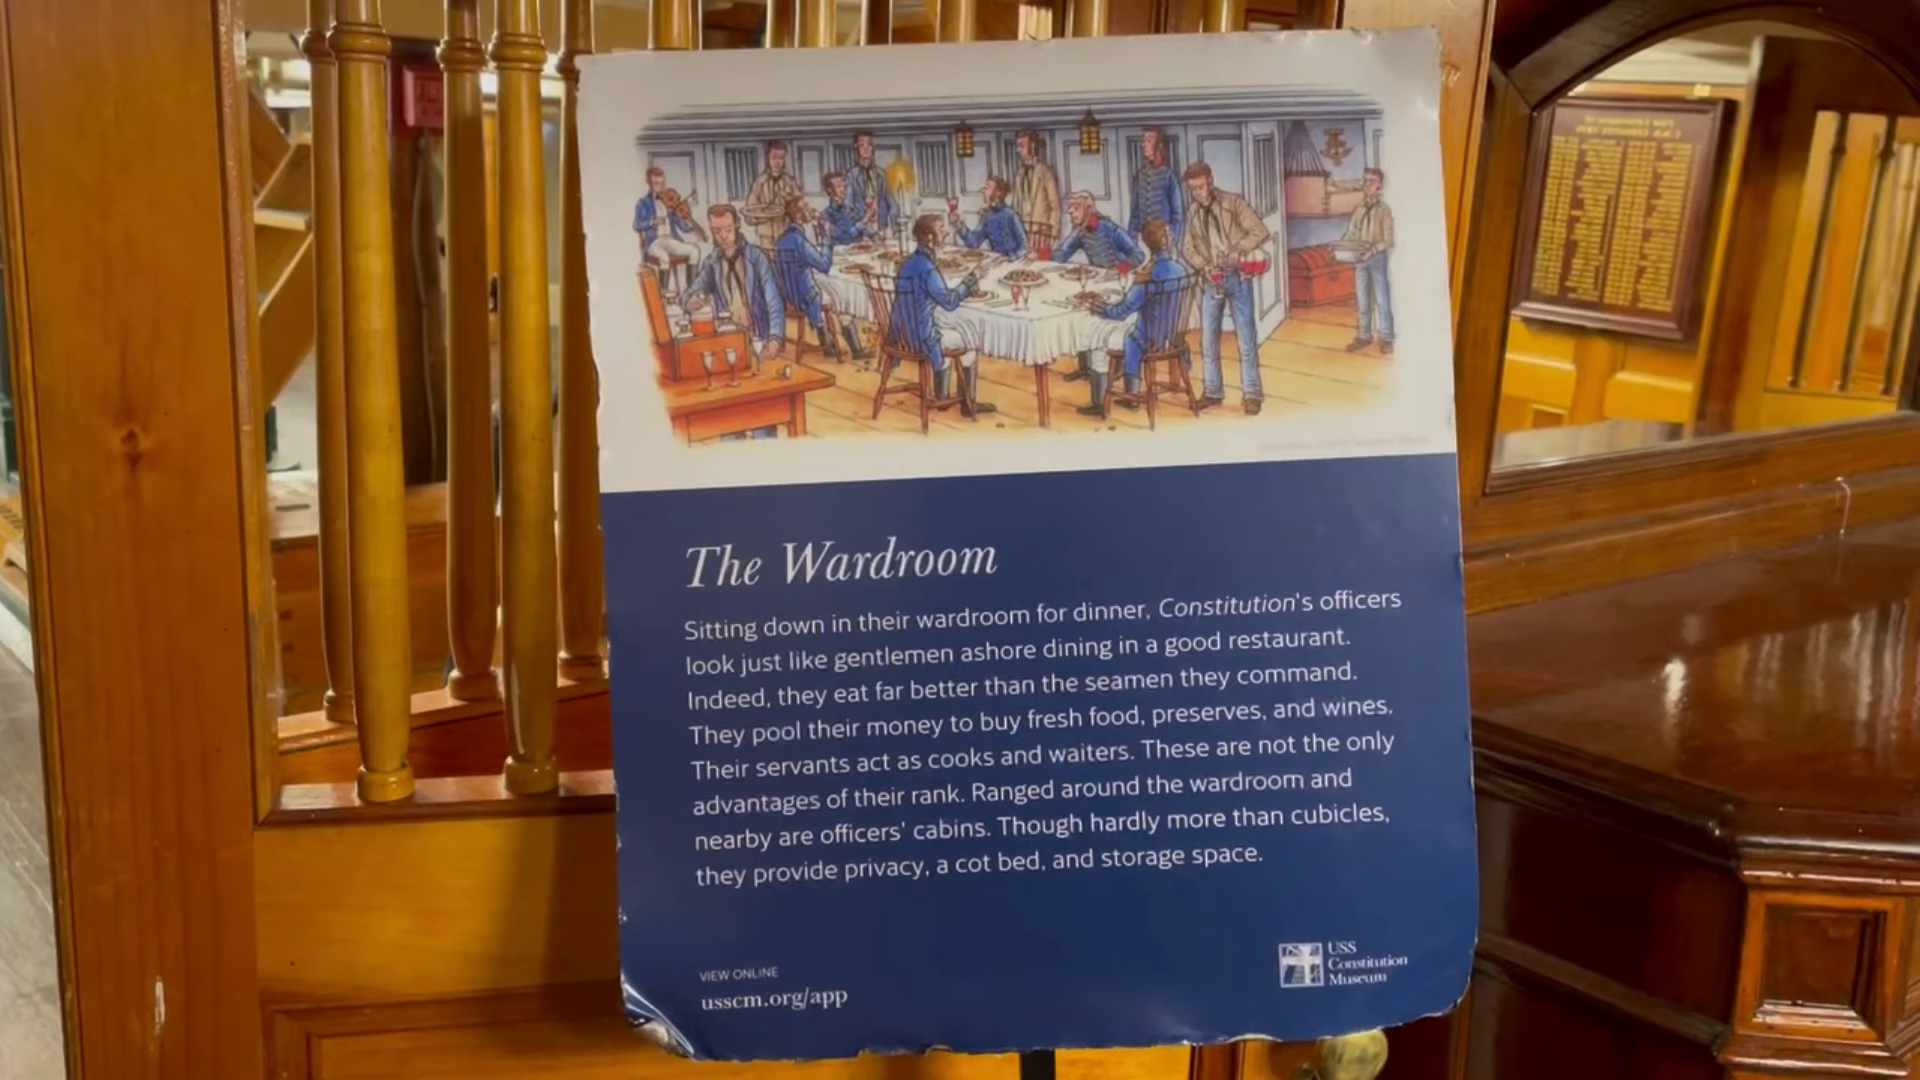 The Wardroom
Sitting down in their wardroom for dinner, Constitution's officers
look just like gentlemen ashore dining in a good restaurant.
Indeed, they eat far better than the seamen they command.
They pool their money to buy fresh food, preserves, and wines.
Their servants act as cooks and waiters. These are not the only
advantages of their rank. Ranged around the wardroom and
nearby are officers' cabins. Though hardly more than cubicles,
they provide privacy, a cot bed, and storage space.
VIEW ONLINE
usscm.org/app
USS
Constitution
Museum